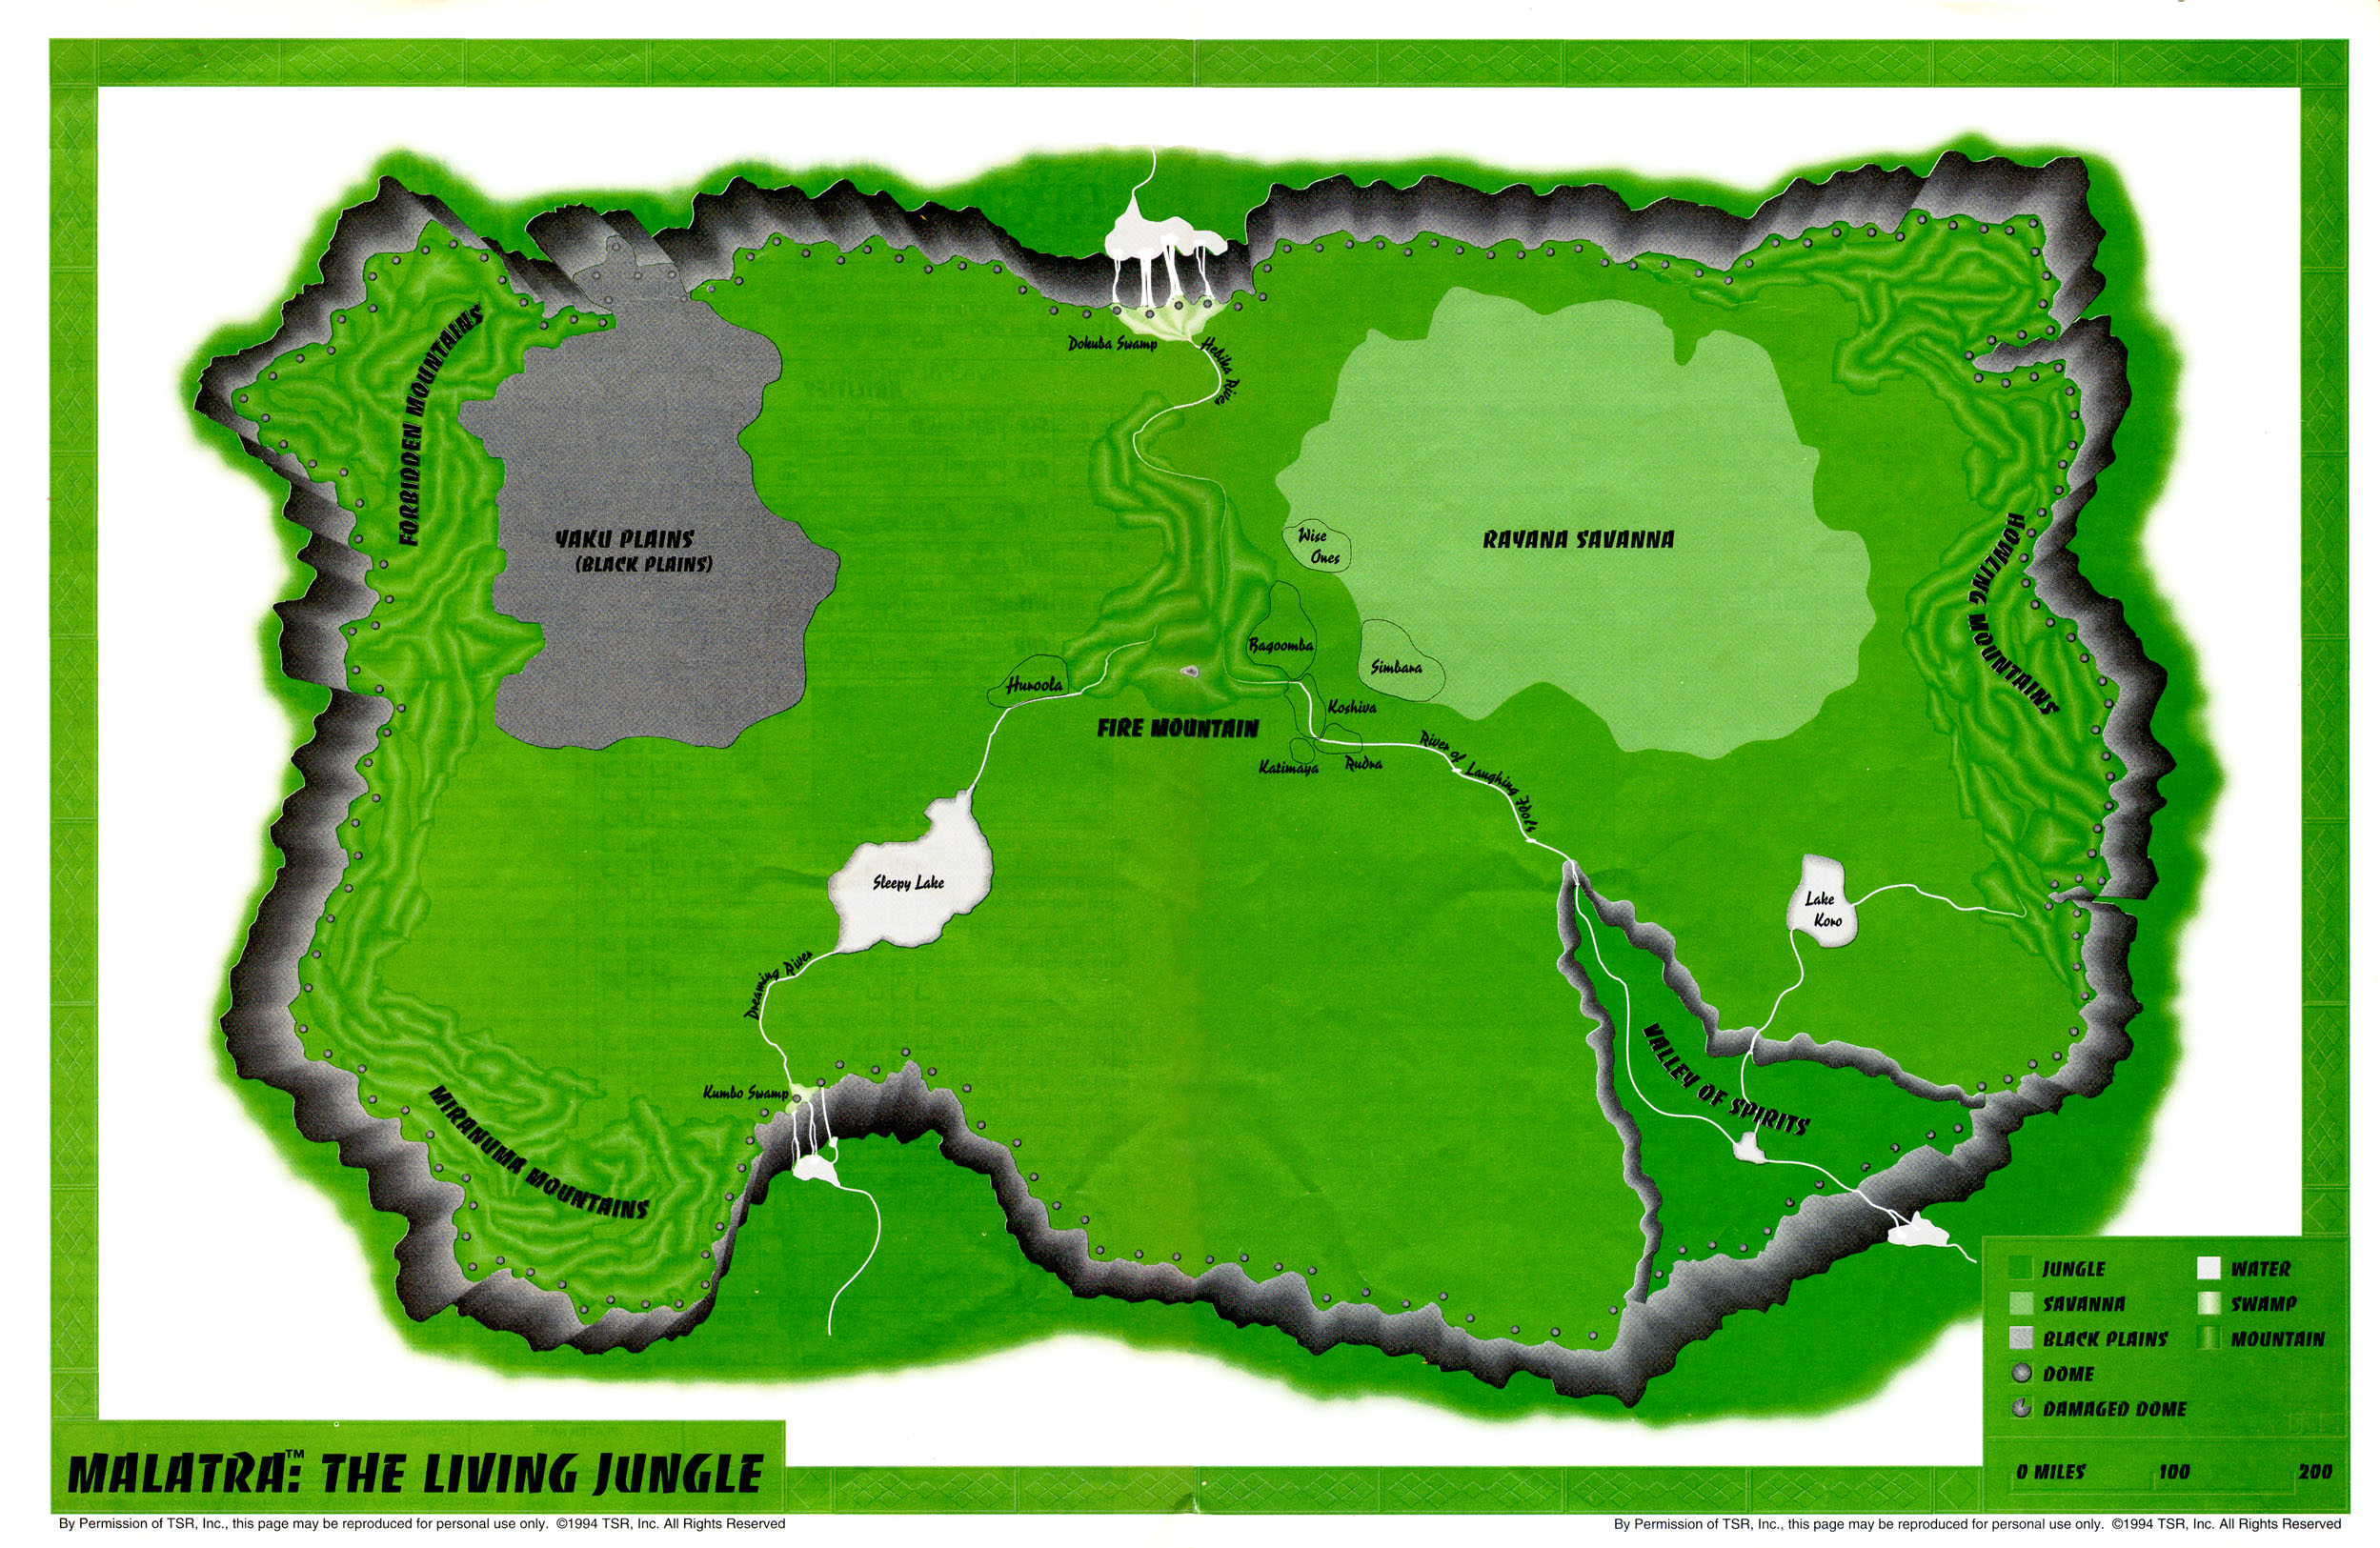 Dokuba Swamp
Hebika River
FORBIDDEN MOUNTAINS
YAKU PLAINS
(BLACK PLAINS)
Wise
Ones
RAYANA SAVANNA
HOWLING MOUNTAINS
Bagoomba
Simbara
Huroola
Koshiva
FIRE MOUNTAIN
Katimaya
Rudra
River of Laughing Idols
Sleepy Lake
Lake
Koro
Dreaming River
VALLEY OF SPIRITS
Kumbo Swamp
MIRANUMA MOUNTAINS
JUNGLE
WATER
SAVANNA
SWAMP
BLACK PLAINS
MOUNTAIN
DOME
DAMAGED DOME
0 MILES 100 200
MALATRA™: THE LIVING JUNGLE
By Permission of TSR, Inc., this page may be reproduced for personal use only. ©1994 TSR, Inc. All Rights Reserved
By Permission of TSR, Inc., this page may be reproduced for personal use only. ©1994 TSR, Inc. All Rights Reserved